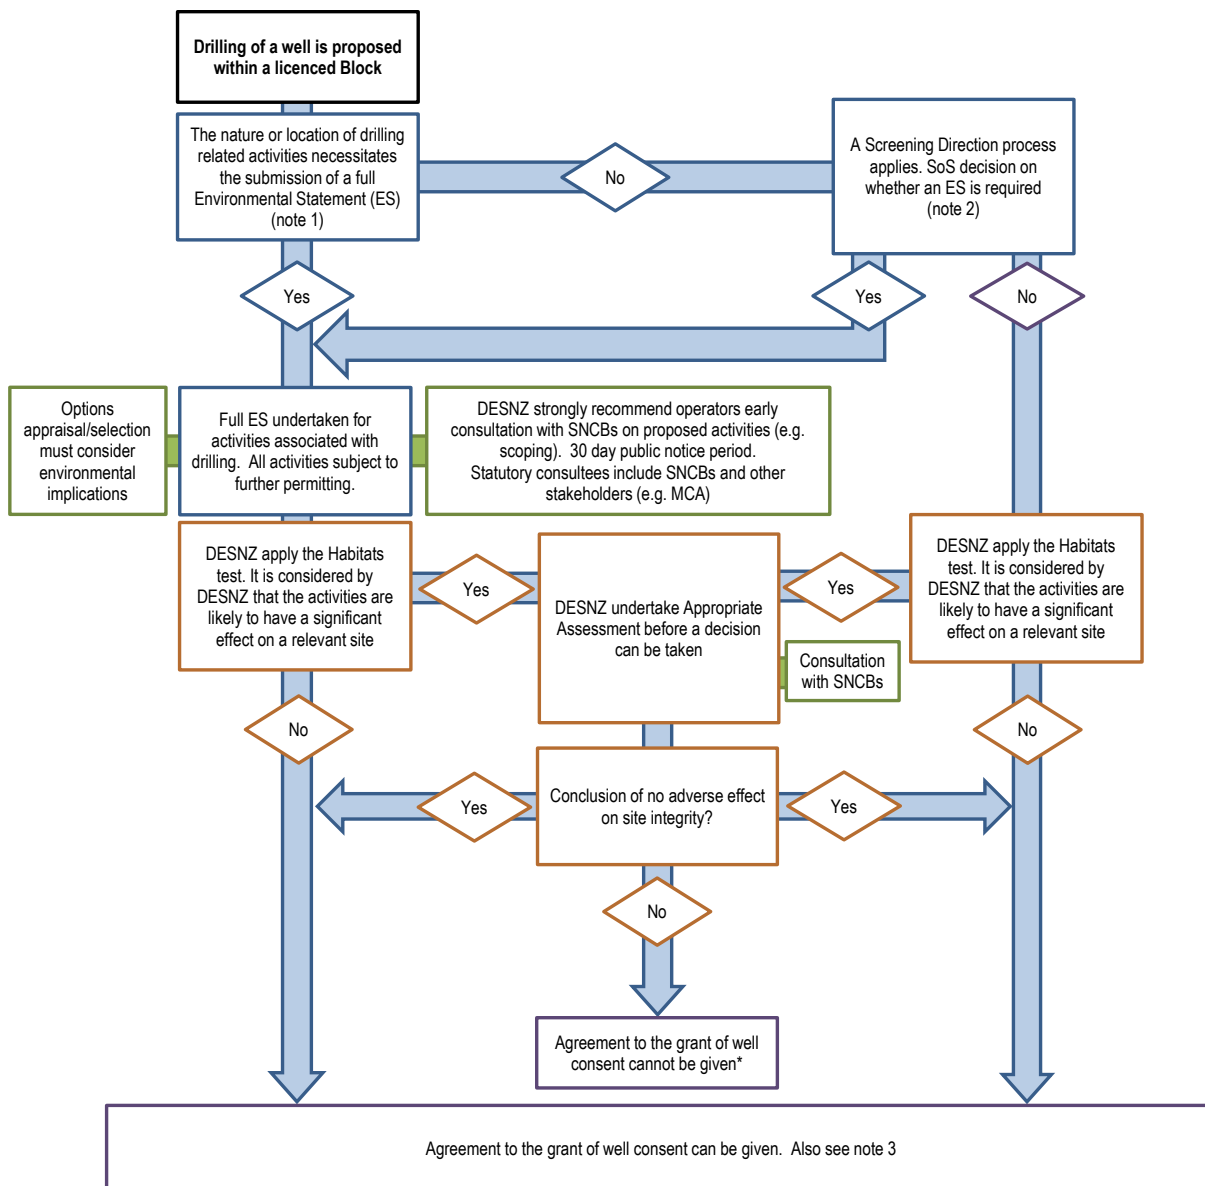 Drilling of a well is proposed
within a licenced Block
The nature or location of drilling
related activities necessitates
the submission of a full
Environmental Statement (ES)
(note 1)
No
A Screening Direction process
applies. SoS decision on
whether an ES is required
(note 2)
Yes
Yes
No
Options
appraisal/selection
must consider
environmental
implications
Full ES undertaken for
activities associated with
drilling. All activities subject to
further permitting.
DESNZ strongly recommend operators early
consultation with SNCBs on proposed activities (e.g.
scoping). 30 day public notice period.
Statutory consultees include SNCBs and other
stakeholders (e.g. MCA)
DESNZ apply the Habitats
test. It is considered by
DESNZ that the activities are
likely to have a significant
effect on a relevant site
Yes
DESNZ undertake Appropriate
Assessment before a decision
can be taken
Yes
DESNZ apply the Habitats
test. It is considered by
DESNZ that the activities are
likely to have a significant
effect on a relevant site
Consultation
with SNCBs
No
No
Yes
Conclusion of no adverse effect
on site integrity?
Yes
No
Agreement to the grant of well
consent cannot be given*
Agreement to the grant of well consent can be given. Also see note 3